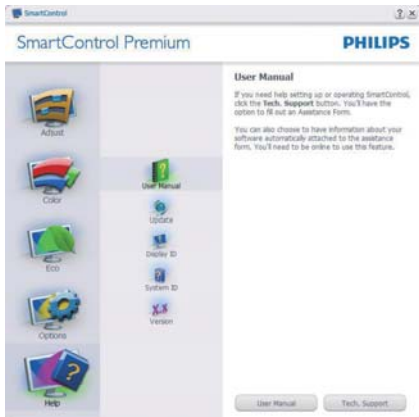 SmartControl
SmartControl Premium
PHILIPS
Adjust
Color
Eco
Options
Help
User Manual
Update
Display ID
System ID
Version
User Manual
If you need help setting up or operating SmartControl,
click the Tech. Support button. You'll have the
option to fill out an Assistance Form.
You can also choose to have information about your
software automatically attached to the assistance
form. You'll need to be online to use this feature.
User Manual
Tech. Support